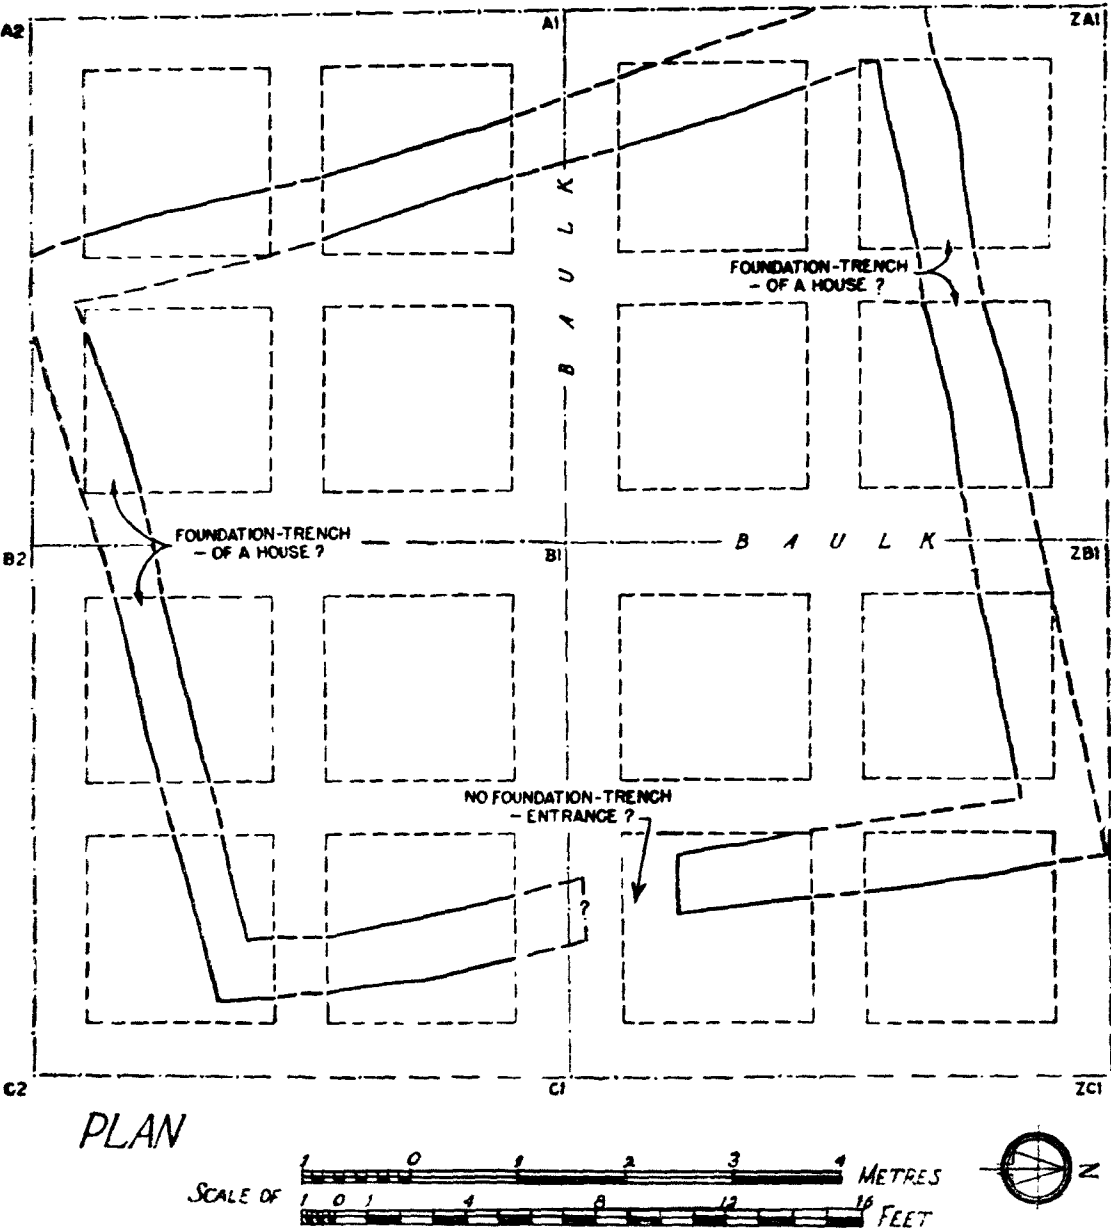 A2 A1 ZA1
BAULK
FOUNDATION-TRENCH
- OF A HOUSE ?
FOUNDATION-TRENCH
- OF A HOUSE ?
B2 B1 BAULK ZB1
NO FOUNDATION-TRENCH
- ENTRANCE ?
?
C2 C1 ZC1
PLAN
SCALE OF
1 0 1 2 3 4 METRES
1 0 1 4 8 12 16 FEET
N